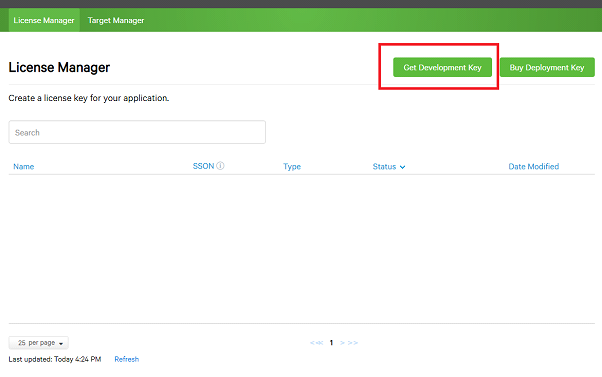 License Manager Target Manager
License Manager
Get Development Key Buy Deployment Key
Create a license key for your application.
Search
Name SSON ⓘ Type Status Date Modified
25 per page <≪ 1 > >>
Last updated: Today 4:24 PM Refresh